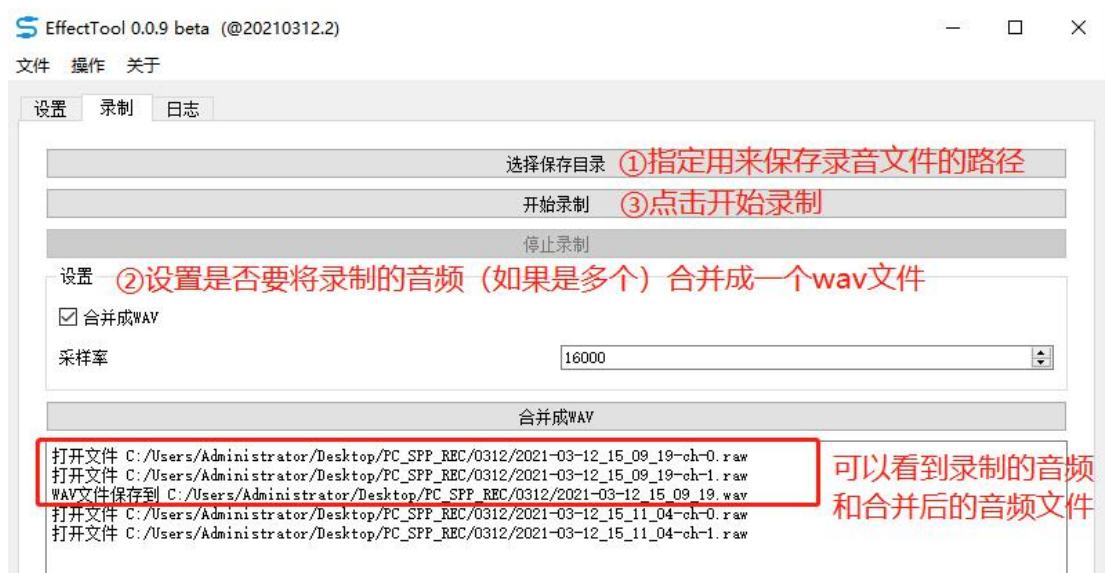 EffectTool 0.0.9 beta (@20210312.2)
文件 操作 关于
设置 录制 日志
选择保存目录 ①指定用来保存录音文件的路径
开始录制 ③点击开始录制
停止录制
设置 ②设置是否要将录制的音频（如果是多个）合并成一个wav文件
合并成WAV
采样率 16000
合并成WAV
打开文件 C:/Users/Administrator/Desktop/PC_SPP_REC/0312/2021-03-12_15_09_19-ch-0.raw
打开文件 C:/Users/Administrator/Desktop/PC_SPP_REC/0312/2021-03-12_15_09_19-ch-1.raw
WAV文件保存到 C:/Users/Administrator/Desktop/PC_SPP_REC/0312/2021-03-12_15_09_19.wav
打开文件 C:/Users/Administrator/Desktop/PC_SPP_REC/0312/2021-03-12_15_11_04-ch-0.raw
打开文件 C:/Users/Administrator/Desktop/PC_SPP_REC/0312/2021-03-12_15_11_04-ch-1.raw
可以看到录制的音频
和合并后的音频文件